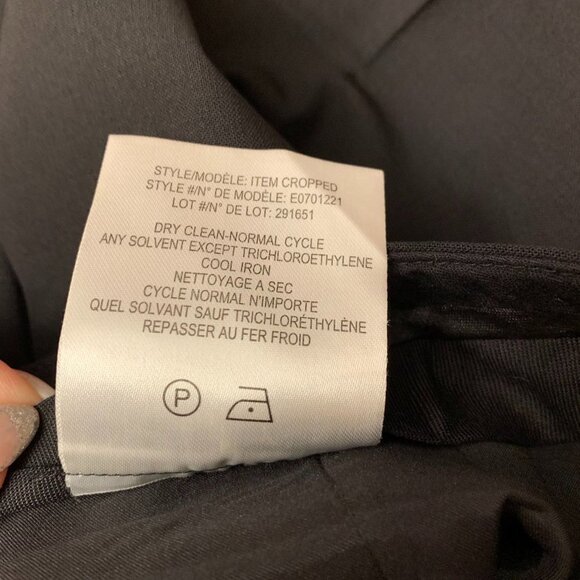 STYLE/MODÈLE: ITEM CROPPED
STYLE #/N° DE MODÈLE: E0701221
LOT #/N° DE LOT: 291651
DRY CLEAN-NORMAL CYCLE
ANY SOLVENT EXCEPT TRICHLOROETHYLENE
COOL IRON
NETTOYAGE A SEC
CYCLE NORMAL N'IMPORTE
QUEL SOLVANT SAUF TRICHLORÉTHYLÈNE
REPASSER AU FER FROID
P